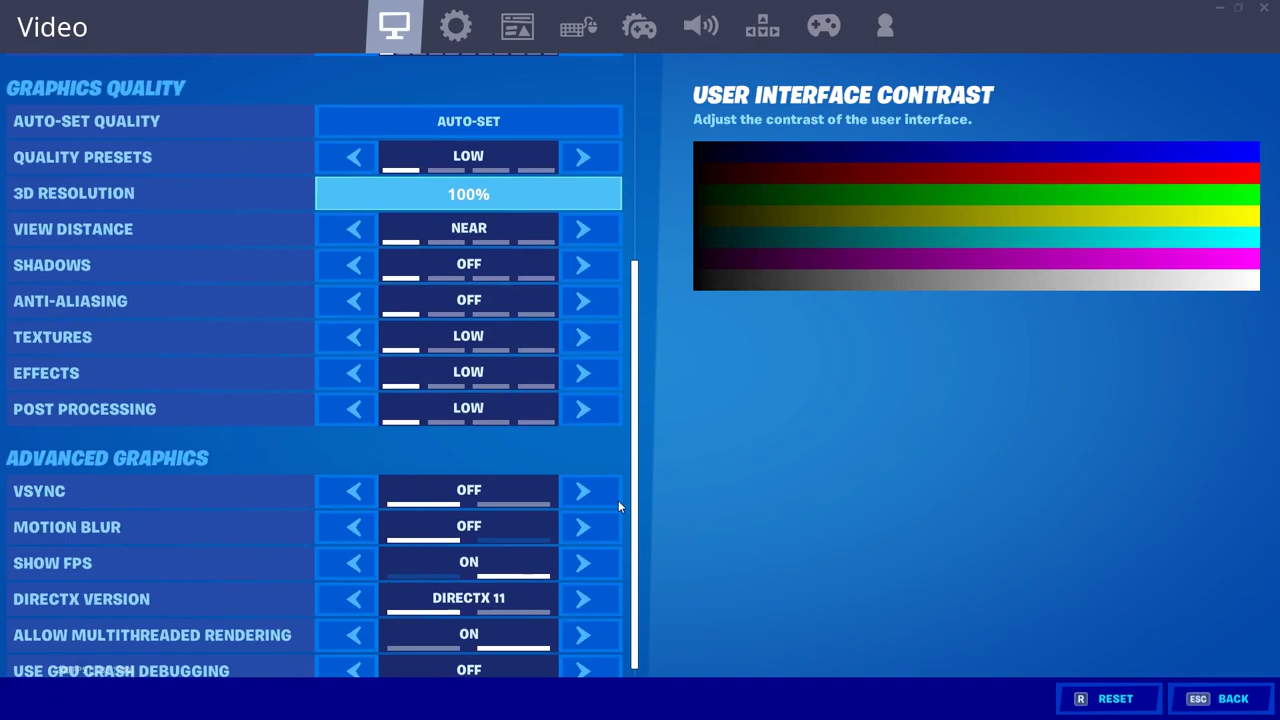 Video
GRAPHICS QUALITY
AUTO-SET QUALITY AUTO-SET
QUALITY PRESETS LOW
3D RESOLUTION 100%
VIEW DISTANCE NEAR
SHADOWS OFF
ANTI-ALIASING OFF
TEXTURES LOW
EFFECTS LOW
POST PROCESSING LOW
ADVANCED GRAPHICS
VSYNC OFF
MOTION BLUR OFF
SHOW FPS ON
DIRECTX VERSION DIRECTX 11
ALLOW MULTITHREADED RENDERING ON
USE GPU CRASH DEBUGGING OFF
USER INTERFACE CONTRAST
Adjust the contrast of the user interface.
R RESET
ESC BACK